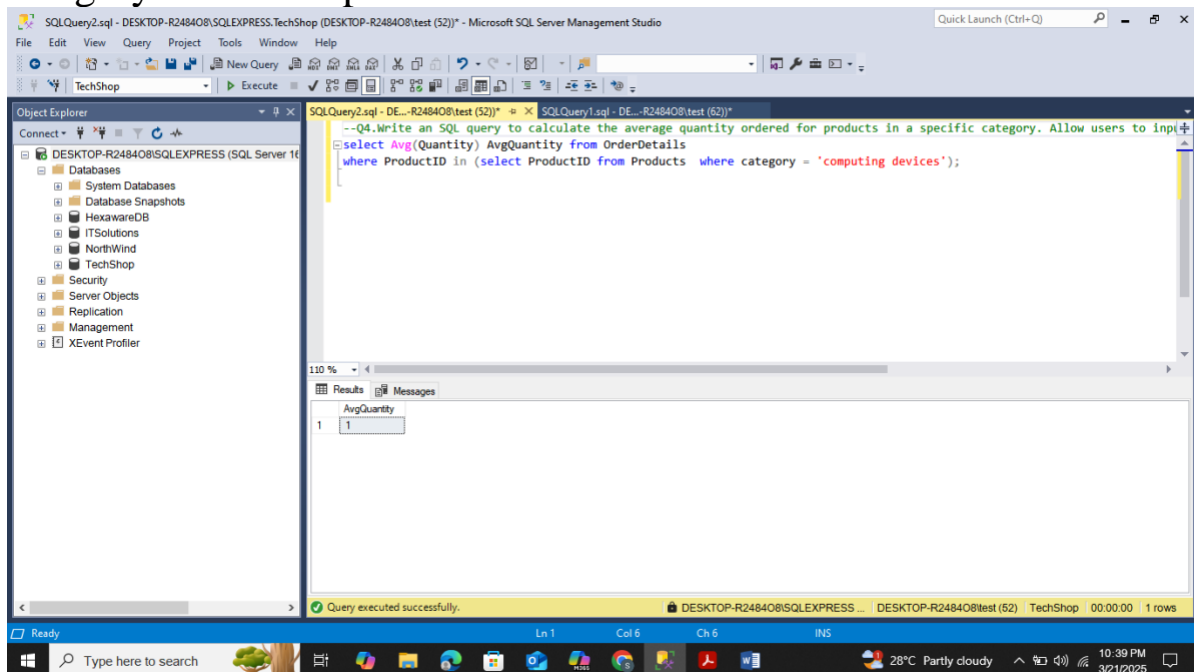 SQLQuery2.sql - DESKTOP-R2484O8\SQLEXPRESS.TechShop (DESKTOP-R2484O8\test (52))* - Microsoft SQL Server Management Studio
Quick Launch (Ctrl+Q)
File Edit View Query Project Tools Window Help
New Query
TechShop
Execute
Object Explorer
SQLQuery2.sql - DE...-R2484O8\test (52))*
SQLQuery1.sql - DE...-R2484O8\test (62))*
Connect
DESKTOP-R2484O8\SQLEXPRESS (SQL Server 16
Databases
System Databases
Database Snapshots
HexawareDB
ITSolutions
NorthWind
TechShop
Security
Server Objects
Replication
Management
XEvent Profiler
--Q4.Write an SQL query to calculate the average quantity ordered for products in a specific category. Allow users to inp
select Avg(Quantity) AvgQuantity from OrderDetails
where ProductID in (select ProductID from Products  where category = 'computing devices');
110 %
Results Messages
AvgQuantity
1 1
Query executed successfully.
DESKTOP-R2484O8\SQLEXPRESS ... DESKTOP-R2484O8\test (52) TechShop 00:00:00 1 rows
Ready Ln 1 Col 6 Ch 6 INS
Type here to search
28°C Partly cloudy
10:39 PM
3/21/2025